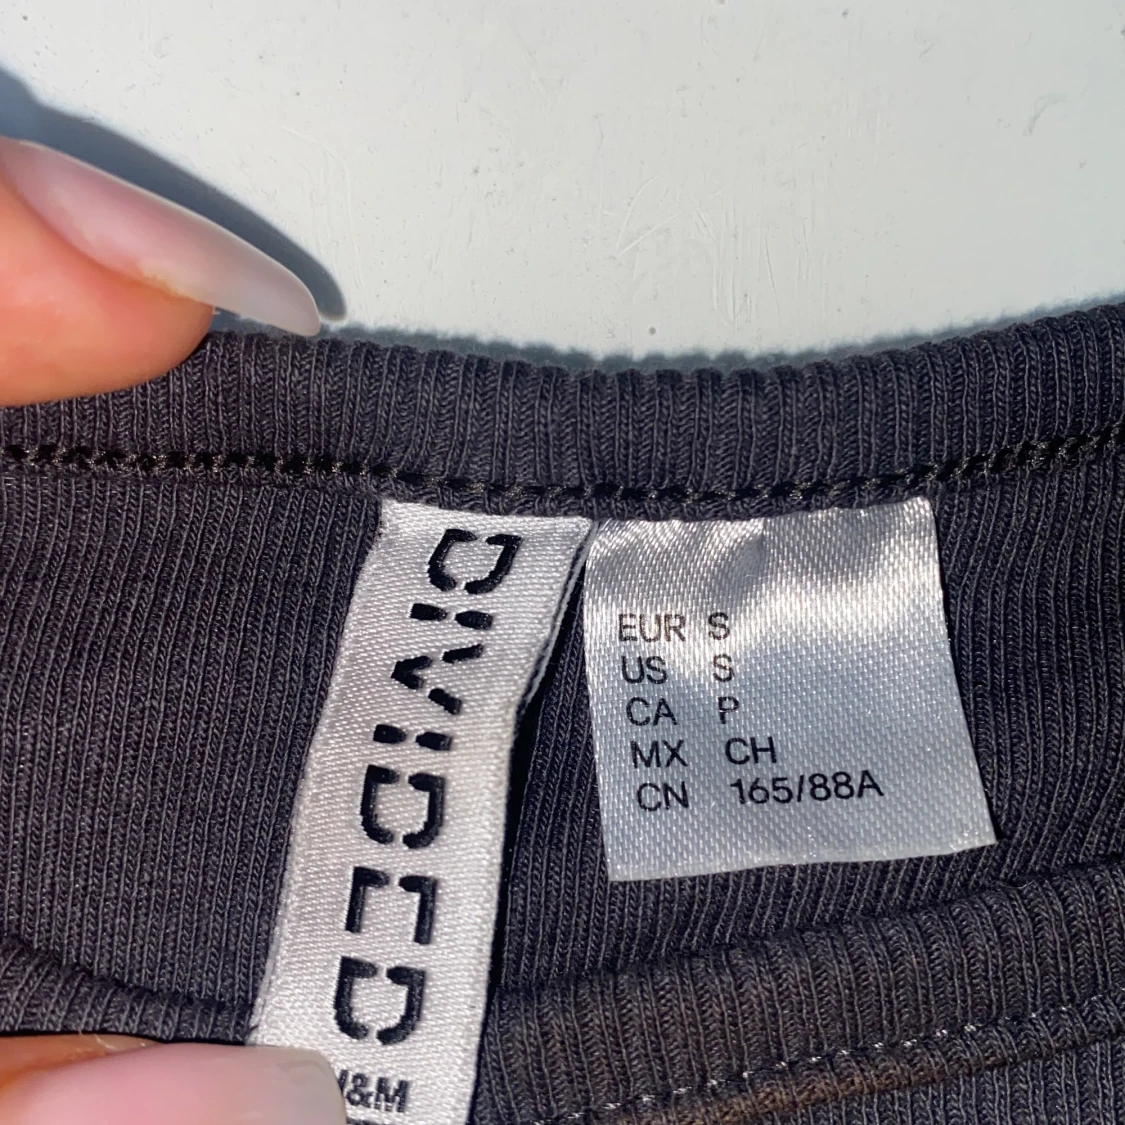 DIVIDED
H&M
EUR S
US S
CA P
MX CH
CN 165/88A